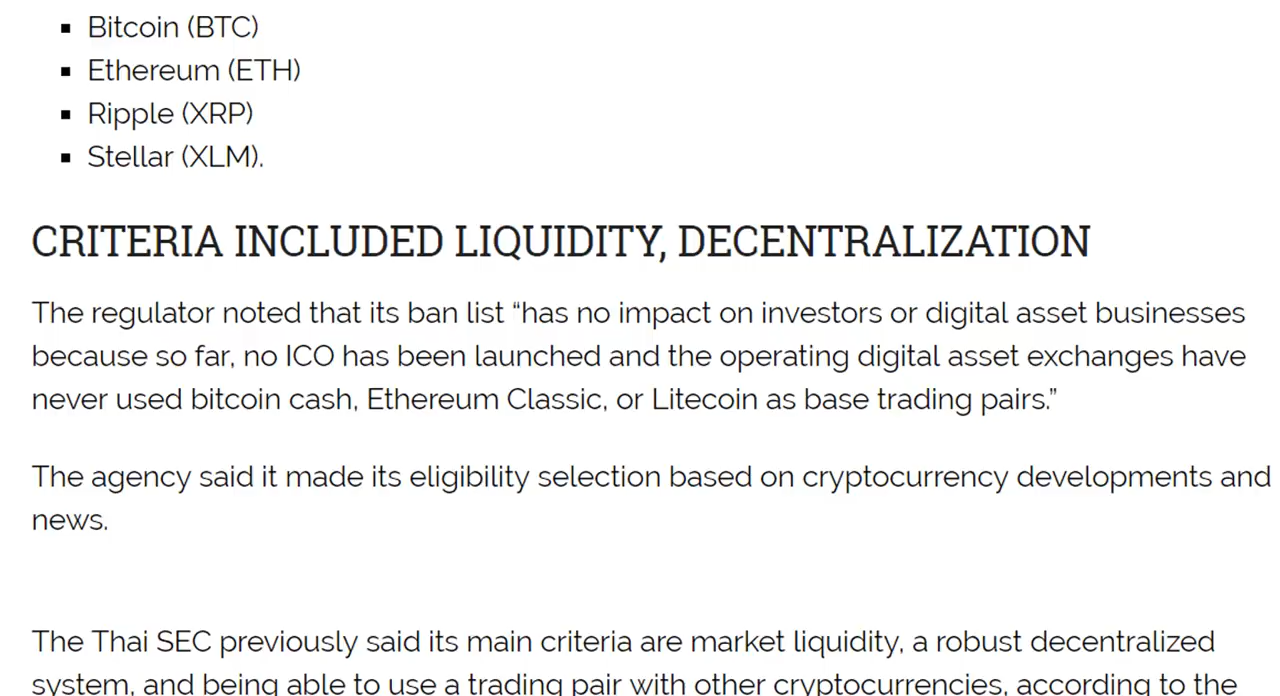 ▪ Bitcoin (BTC)
▪ Ethereum (ETH)
▪ Ripple (XRP)
▪ Stellar (XLM).
CRITERIA INCLUDED LIQUIDITY, DECENTRALIZATION
The regulator noted that its ban list “has no impact on investors or digital asset businesses
because so far, no ICO has been launched and the operating digital asset exchanges have
never used bitcoin cash, Ethereum Classic, or Litecoin as base trading pairs.”
The agency said it made its eligibility selection based on cryptocurrency developments and
news.
The Thai SEC previously said its main criteria are market liquidity, a robust decentralized
system, and being able to use a trading pair with other cryptocurrencies, according to the